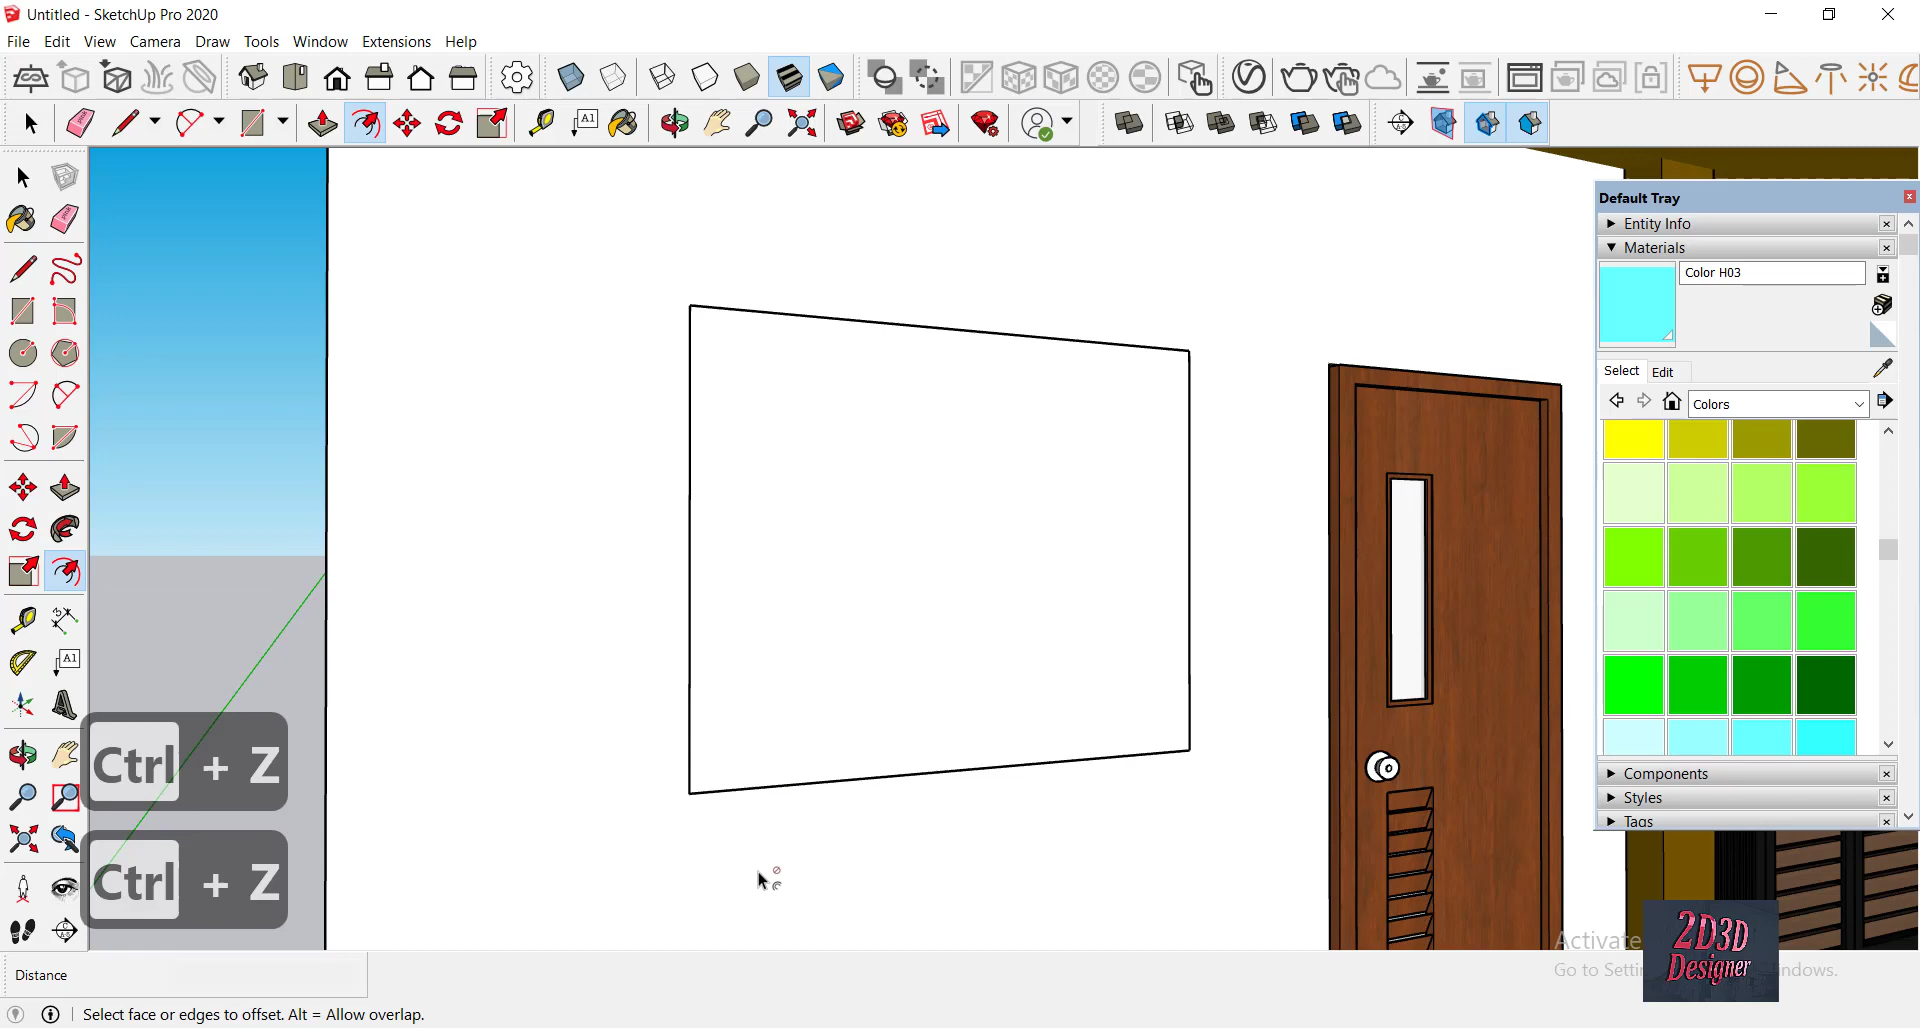 Untitled - SketchUp Pro 2020
File Edit View Camera Draw Tools Window Extensions Help
A1
Default Tray
Entity Info
Materials
Color H03
Select Edit
Colors
Components
Styles
Tags
A1
Ctrl + Z
Ctrl + Z
Activate
Go to Setti
ndows.
2D3D
Designer
Distance
Select face or edges to offset. Alt = Allow overlap.